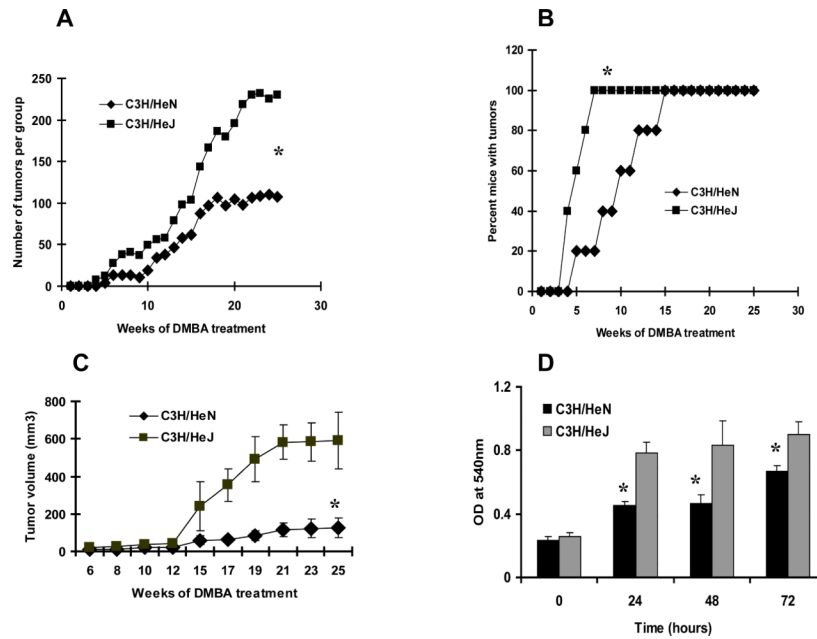 A
Number of tumors per group
250
200
150
100
50
0
C3H/HeN
C3H/HeJ
*
0 10 20 30
Weeks of DMBA treatment
B
Percent mice with tumors
120
100
80
60
40
20
0
*
C3H/HeN
C3H/HeJ
0 5 10 15 20 25 30
Weeks of DMBA treatment
C
Tumor volume (mm3)
800
600
400
200
0
C3H/HeN
C3H/HeJ
*
6 8 10 12 15 17 19 21 23 25
Weeks of DMBA treatment
D
OD at 540nm
1.2
0.8
0.4
0
C3H/HeN
C3H/HeJ
* * *
0 24 48 72
Time (hours)